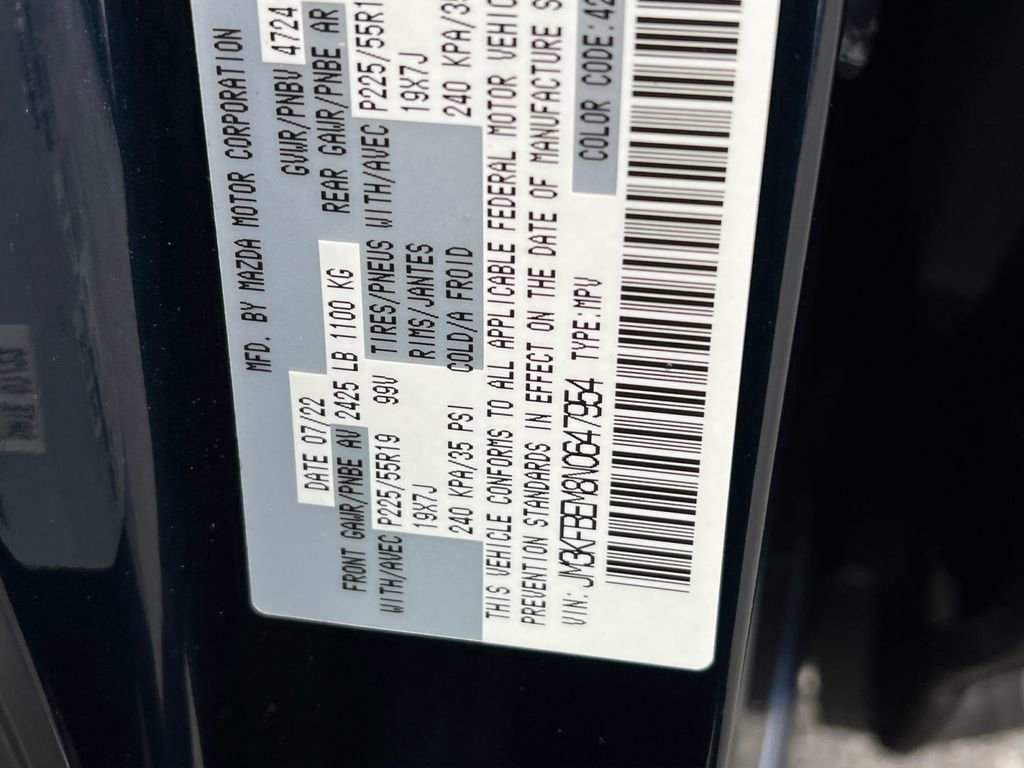 MFD. BY MAZDA MOTOR CORPORATION
DATE 07/22
GVWR/PNBV 4724
FRONT GAWR/PNBE AV 2425 LB 1100 KG
REAR GAWR/PNBE AR
WITH/AVEC P225/55R19 99V TIRES/PNEUS WITH/AVEC P225/55R1
19X7J RIMS/JANTES 19X7J
240 KPA/35 PSI COLD/A FROID 240 KPA/35
THIS VEHICLE CONFORMS TO ALL APPLICABLE FEDERAL MOTOR VEHIC
PREVENTION STANDARDS IN EFFECT ON THE DATE OF MANUFACTURE S
VIN: JM3KFBEM8N0647954 TYPE:MPV COLOR CODE:42